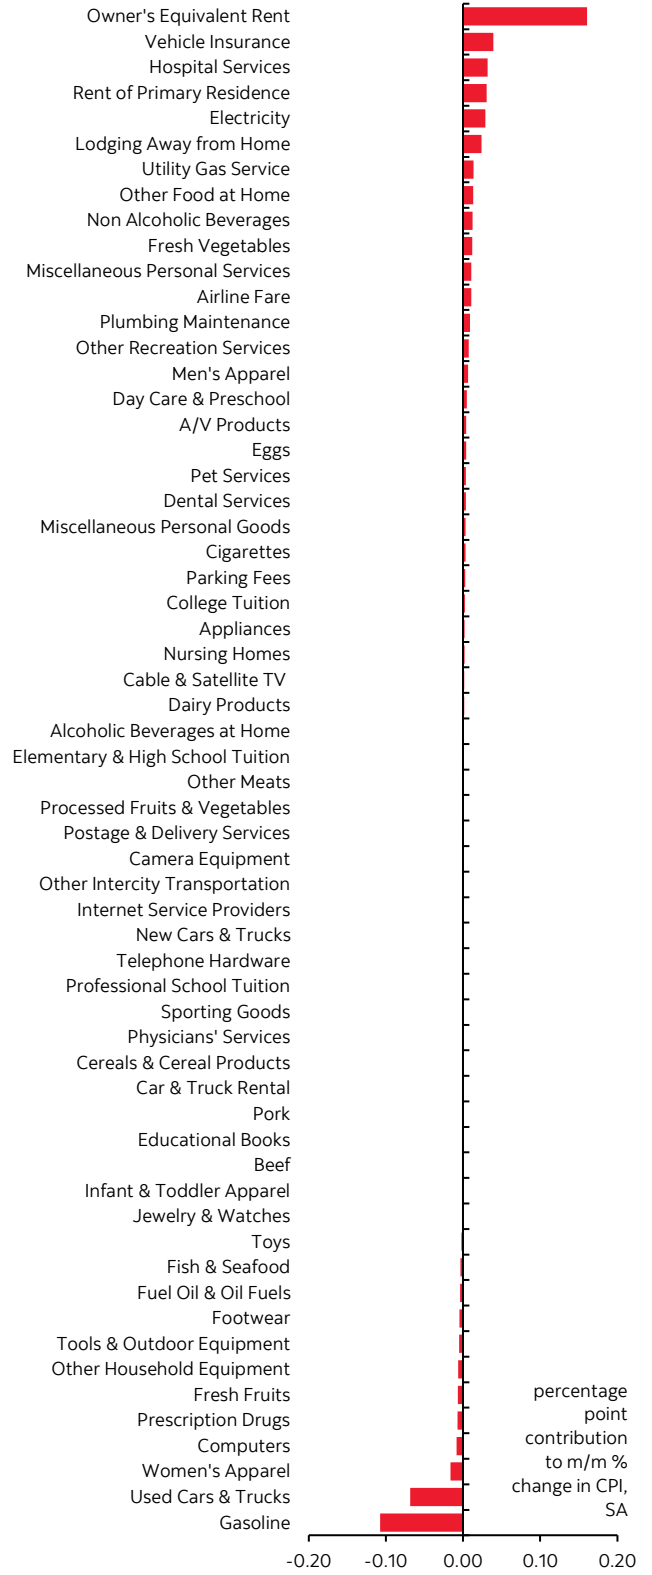 Owner's Equivalent Rent
Vehicle Insurance
Hospital Services
Rent of Primary Residence
Electricity
Lodging Away from Home
Utility Gas Service
Other Food at Home
Non Alcoholic Beverages
Fresh Vegetables
Miscellaneous Personal Services
Airline Fare
Plumbing Maintenance
Other Recreation Services
Men's Apparel
Day Care & Preschool
A/V Products
Eggs
Pet Services
Dental Services
Miscellaneous Personal Goods
Cigarettes
Parking Fees
College Tuition
Appliances
Nursing Homes
Cable & Satellite TV
Dairy Products
Alcoholic Beverages at Home
Elementary & High School Tuition
Other Meats
Processed Fruits & Vegetables
Postage & Delivery Services
Camera Equipment
Other Intercity Transportation
Internet Service Providers
New Cars & Trucks
Telephone Hardware
Professional School Tuition
Sporting Goods
Physicians' Services
Cereals & Cereal Products
Car & Truck Rental
Pork
Educational Books
Beef
Infant & Toddler Apparel
Jewelry & Watches
Toys
Fish & Seafood
Fuel Oil & Oil Fuels
Footwear
Tools & Outdoor Equipment
Other Household Equipment
Fresh Fruits
Prescription Drugs
Computers
Women's Apparel
Used Cars & Trucks
Gasoline
percentage
point
contribution
to m/m %
change in CPI,
SA
-0.20 -0.10 0.00 0.10 0.20